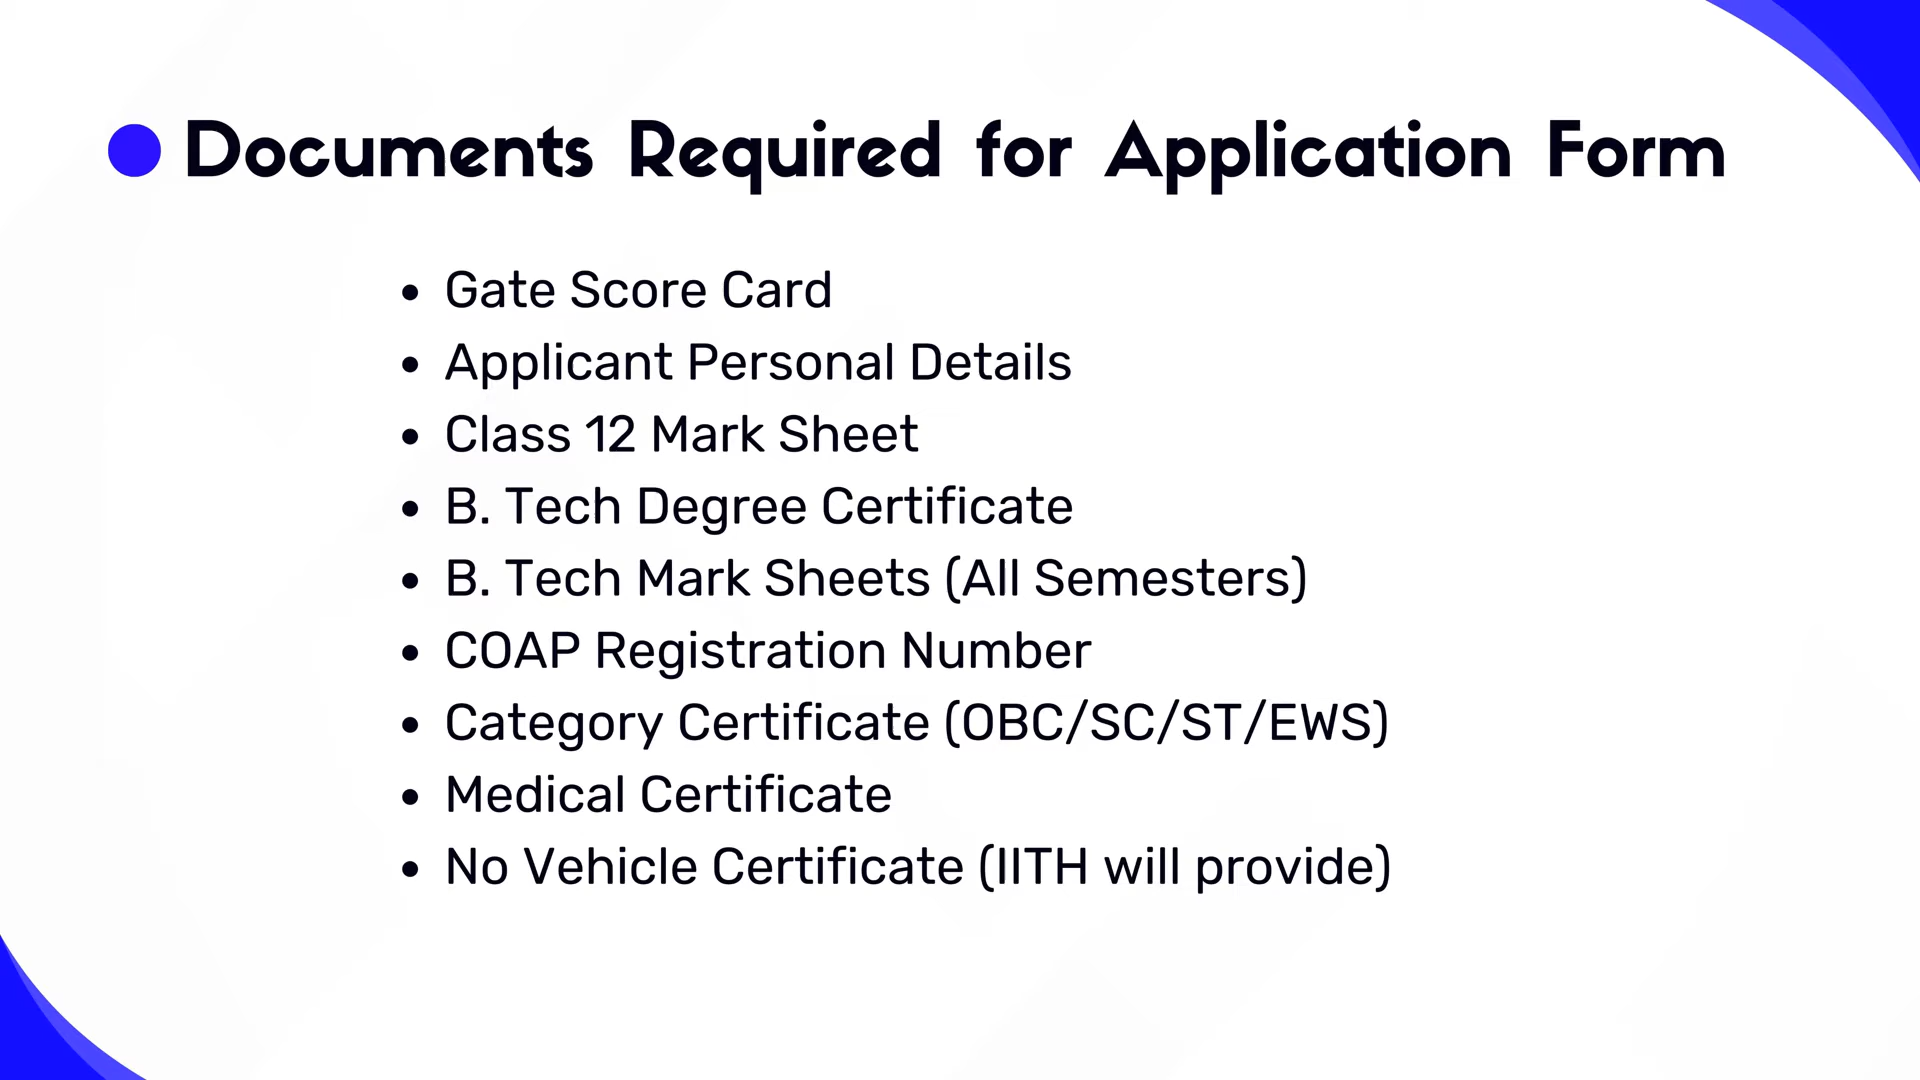 Documents Required for Application Form
• Gate Score Card
• Applicant Personal Details
• Class 12 Mark Sheet
• B. Tech Degree Certificate
• B. Tech Mark Sheets (All Semesters)
• COAP Registration Number
• Category Certificate (OBC/SC/ST/EWS)
• Medical Certificate
• No Vehicle Certificate (IITH will provide)